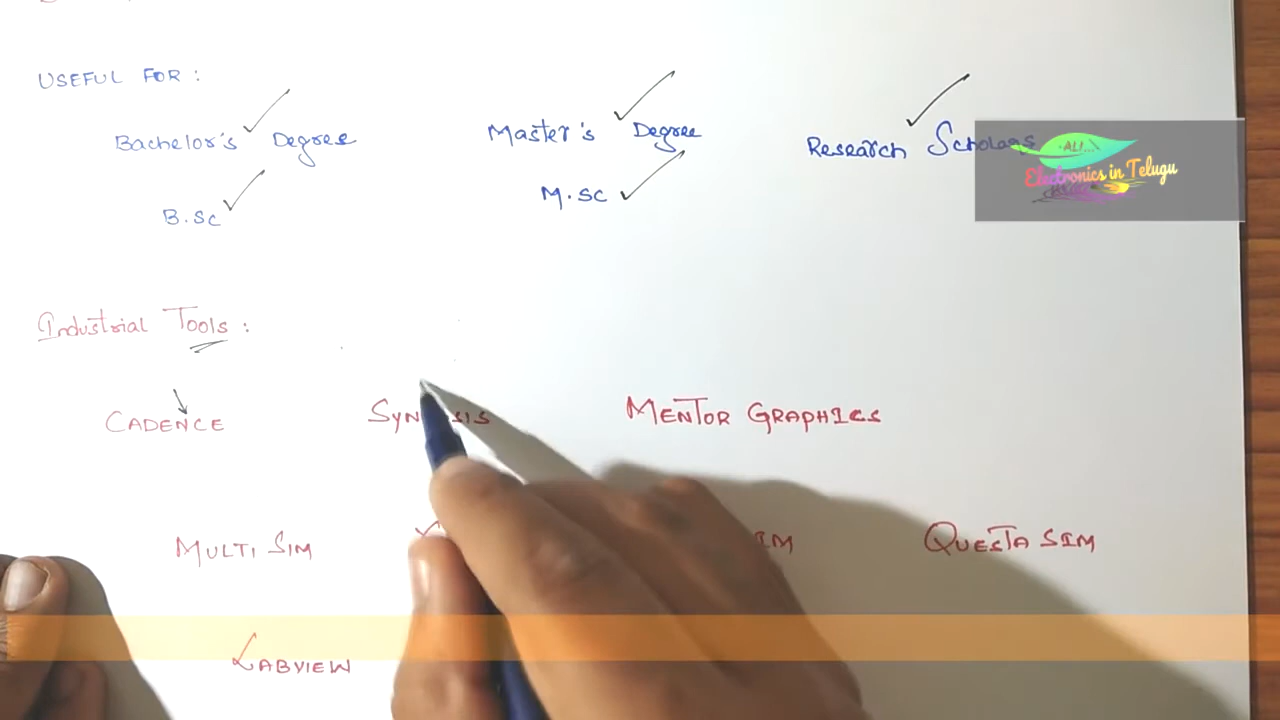 USEFUL FOR :
Bachelor's Degree
Master's Degree
Research Scholars
B.Sc
M.Sc
ALI...
Electronics in Telugu
Industrial Tools :
CADENCE
MENTOR GRAPHICS
MULTI SIM
QUESTA SIM
LABVIEW